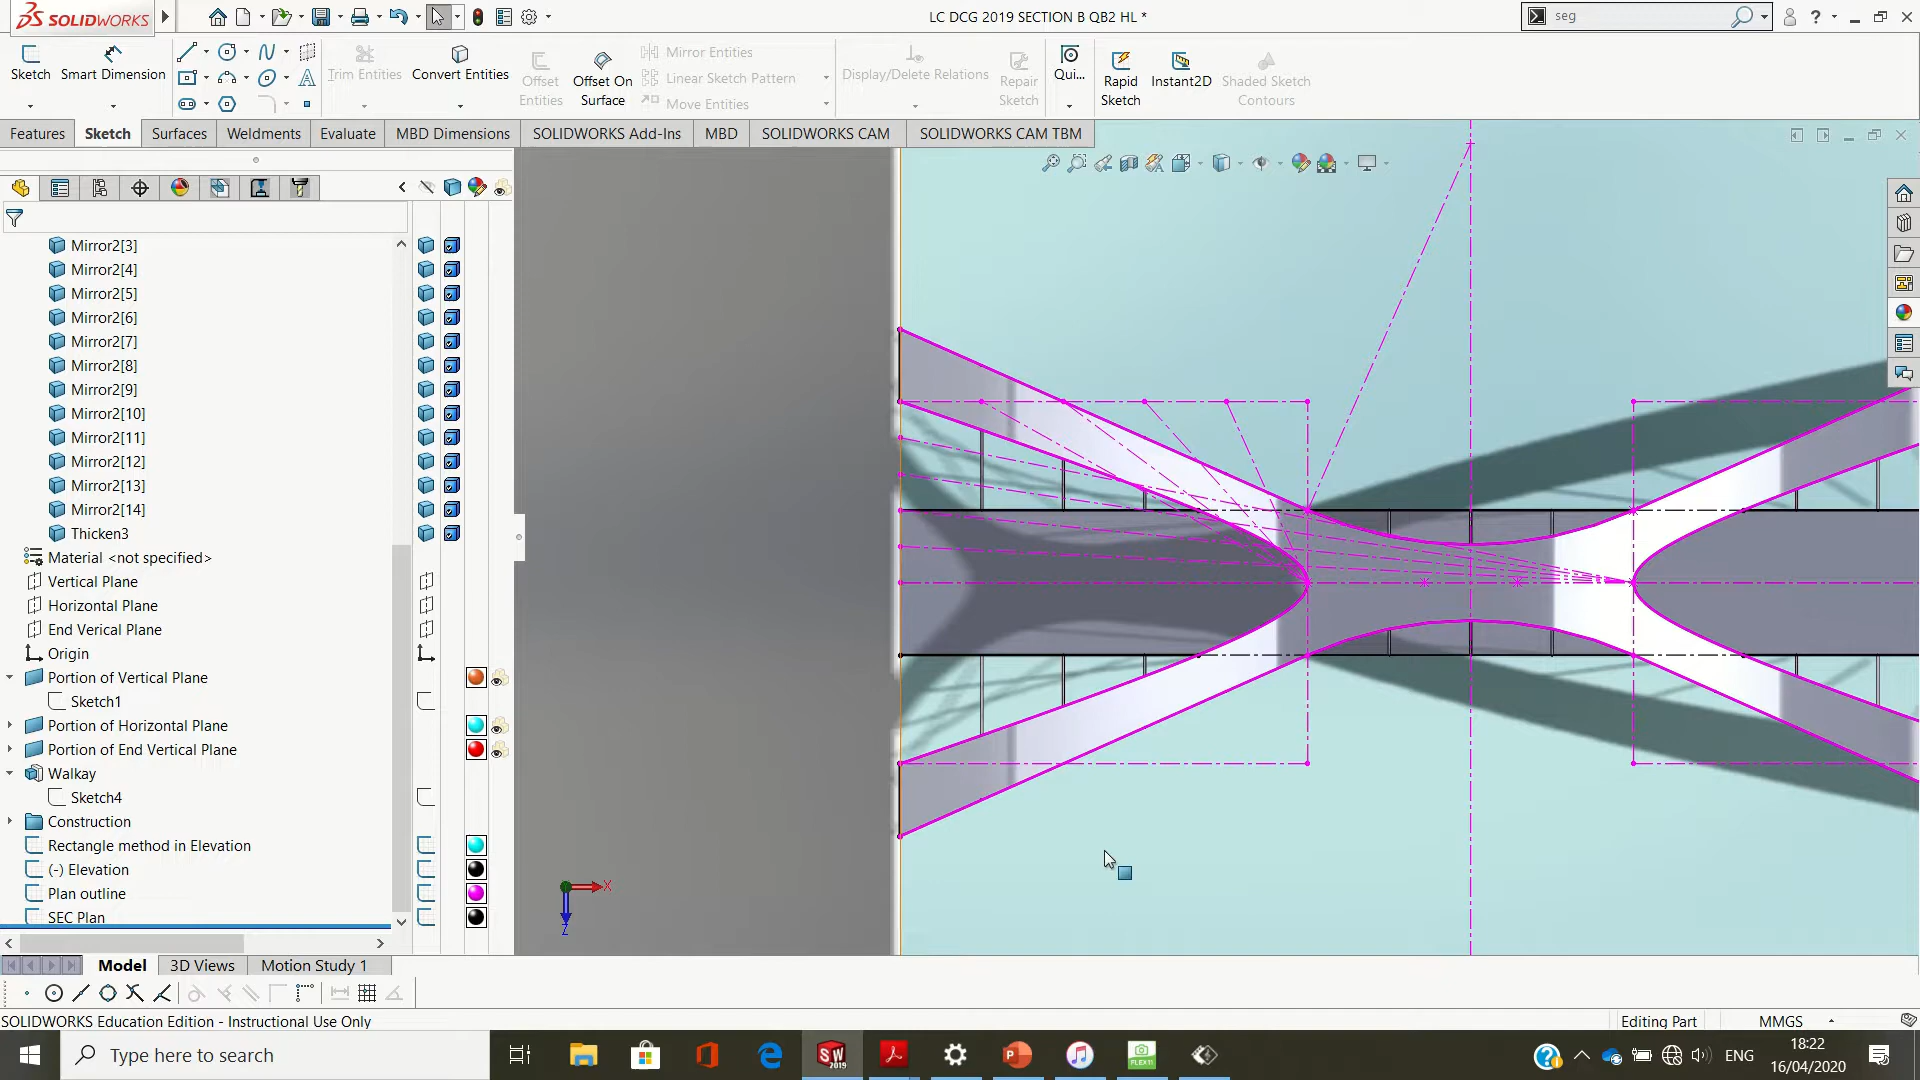 SOLIDWORKS
LC DCG 2019 SECTION B QB2 HL *
seg
?
Sketch
Smart Dimension
Trim Entities
Convert Entities
Offset Entities
Offset On Surface
Mirror Entities
Linear Sketch Pattern
Move Entities
Display/Delete Relations
Repair Sketch
Qui...
Rapid Sketch
Instant2D
Shaded Sketch Contours
Features
Sketch
Surfaces
Weldments
Evaluate
MBD Dimensions
SOLIDWORKS Add-Ins
MBD
SOLIDWORKS CAM
SOLIDWORKS CAM TBM
Mirror2[3]
Mirror2[4]
Mirror2[5]
Mirror2[6]
Mirror2[7]
Mirror2[8]
Mirror2[9]
Mirror2[10]
Mirror2[11]
Mirror2[12]
Mirror2[13]
Mirror2[14]
Thicken3
Material <not specified>
Vertical Plane
Horizontal Plane
End Verical Plane
Origin
Portion of Vertical Plane
Sketch1
Portion of Horizontal Plane
Portion of End Vertical Plane
Walkay
Sketch4
Construction
Rectangle method in Elevation
(-) Elevation
Plan outline
SEC Plan
X
Z
Model
3D Views
Motion Study 1
SOLIDWORKS Education Edition - Instructional Use Only
Editing Part
MMGS
Type here to search
SW 2019
ENG
18:22
16/04/2020